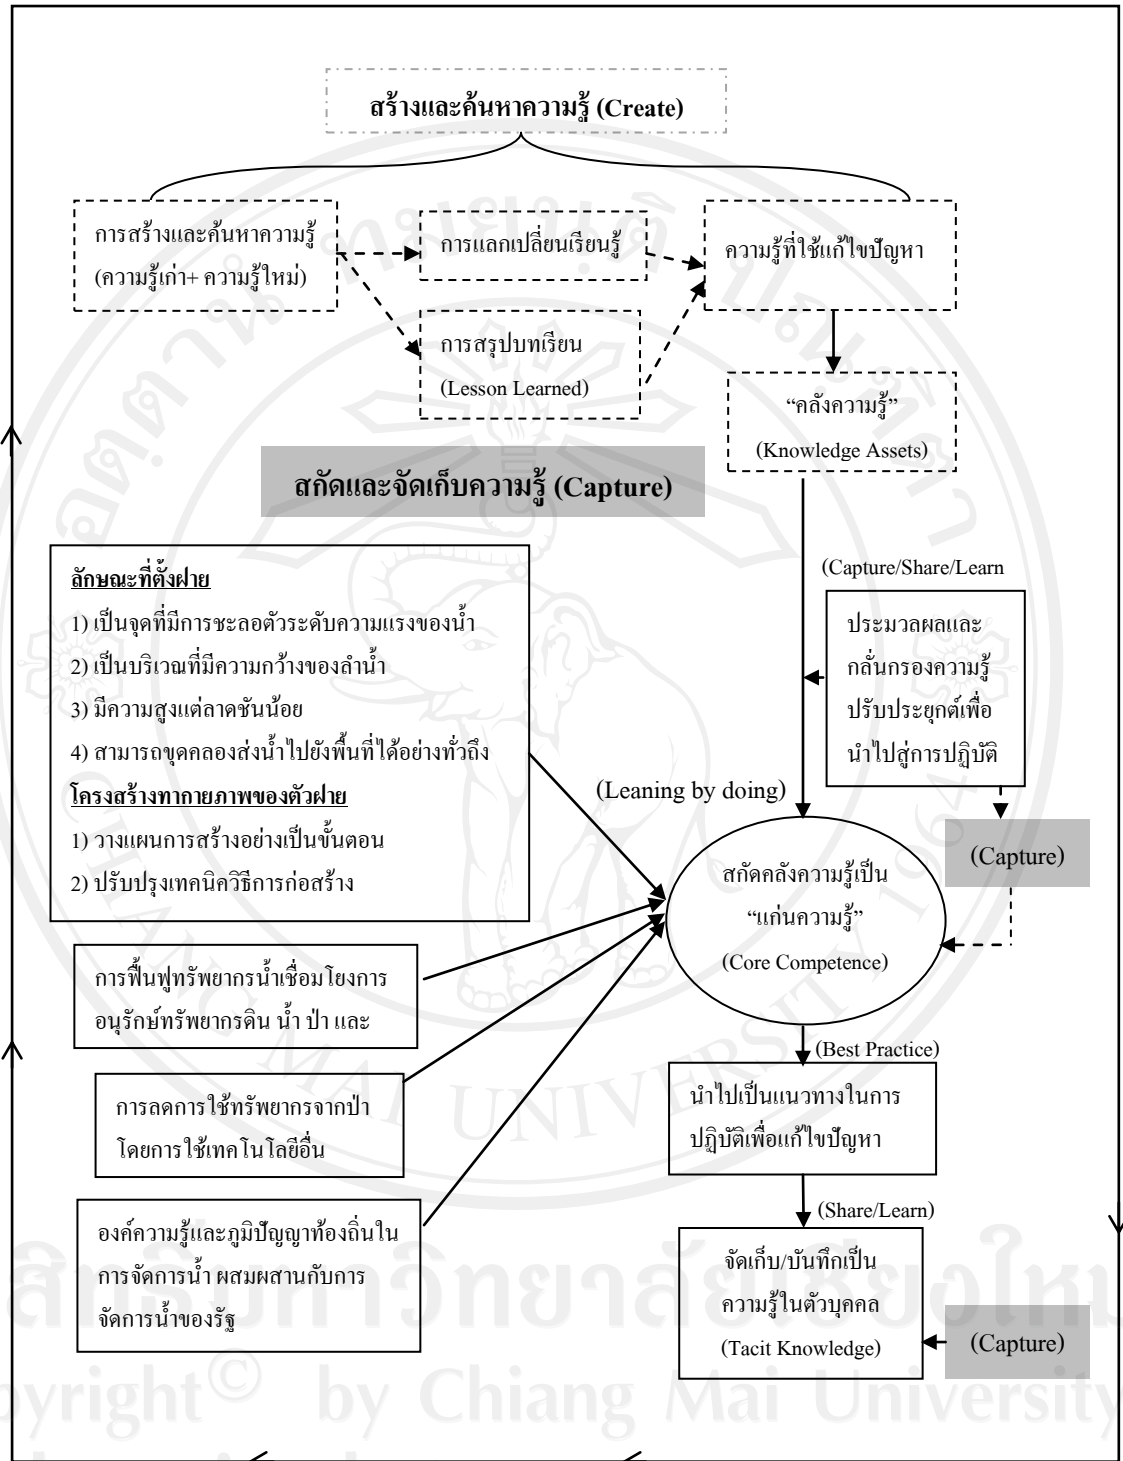 สร้างและค้นหาความรู้ (Create)
การสร้างและค้นหาความรู้
(ความรู้เก่า+ ความรู้ใหม่)
การแลกเปลี่ยนเรียนรู้
ความรู้ที่ใช้แก้ไขปัญหา
การสรุปบทเรียน
(Lesson Learned)
“คลังความรู้”
(Knowledge Assets)
สกัดและจัดเก็บความรู้ (Capture)
ลักษณะที่ตั้งฝาย
1) เป็นจุดที่มีการชะลอตัวระดับความแรงของน้ำ
2) เป็นบริเวณที่มีความกว้างของลำน้ำ
3) มีความสูงแต่ลาดชันน้อย
4) สามารถขุดคลองส่งน้ำไปยังพื้นที่ได้อย่างทั่วถึง
โครงสร้างทากายภาพของตัวฝาย
1) วางแผนการสร้างอย่างเป็นขั้นตอน
2) ปรับปรุงเทคนิควิธีการก่อสร้าง
(Capture/Share/Learn
ประมวลผลและ
กลั่นกรองความรู้
ปรับประยุกต์เพื่อ
นำไปสู่การปฏิบัติ
(Leaning by doing)
(Capture)
สกัดคลังความรู้เป็น
“แก่นความรู้”
(Core Competence)
การฟื้นฟูทรัพยากรน้ำเชื่อมโยงการ
อนุรักษ์ทรัพยากรดิน น้ำ ป่า และ
(Best Practice)
การลดการใช้ทรัพยากรจากป่า
โดยการใช้เทคโนโลยีอื่น
นำไปเป็นแนวทางในการ
ปฏิบัติเพื่อแก้ไขปัญหา
(Share/Learn)
องค์ความรู้และภูมิปัญญาท้องถิ่นใน
การจัดการน้ำ ผสมผสานกับการ
จัดการน้ำของรัฐ
จัดเก็บ/บันทึกเป็น
ความรู้ในตัวบุคคล
(Tacit Knowledge)
(Capture)
CHIANG MAI UNIVERSITY 1964
by Chiang Mai University